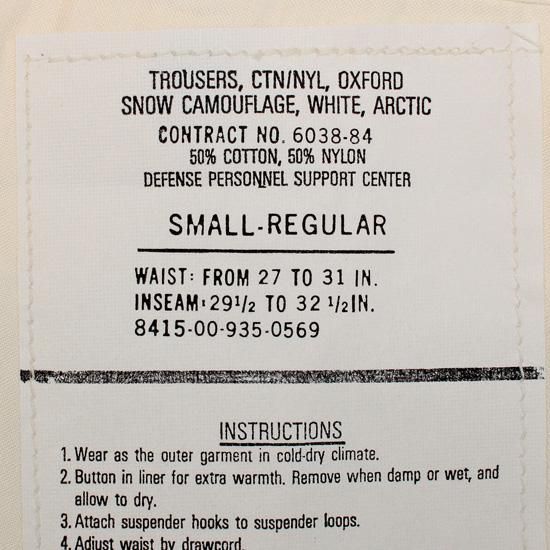 TROUSERS, CTN/NYL, OXFORD
SNOW CAMOUFLAGE, WHITE, ARCTIC
CONTRACT NO. 6038-84
50% COTTON, 50% NYLON
DEFENSE PERSONNEL SUPPORT CENTER
SMALL-REGULAR
WAIST: FROM 27 TO 31 IN.
INSEAM: 29 1/2 TO 32 1/2 IN.
8415-00-935-0569
INSTRUCTIONS
1. Wear as the outer garment in cold-dry climate.
2. Button in liner for extra warmth. Remove when damp or wet, and
allow to dry.
3. Attach suspender hooks to suspender loops.
4. Adjust waist by drawcord.